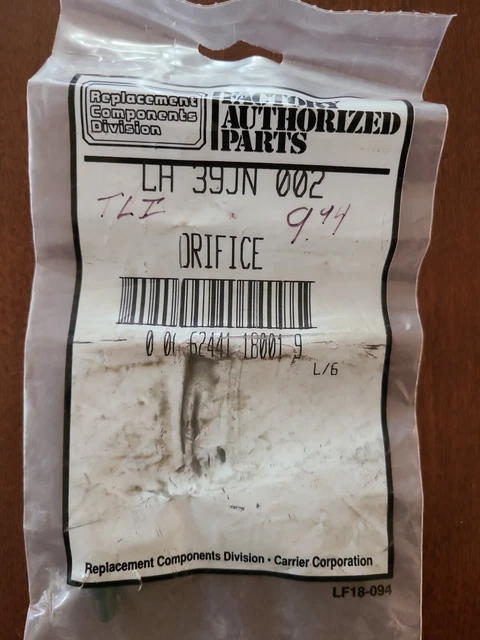 Replacement
Components
Division
FACTORY
AUTHORIZED
PARTS
LH 39JN 002
TLI 9.94
ORIFICE
0 01 62441 18001 9
L/6
Replacement Components Division • Carrier Corporation
LF18-094